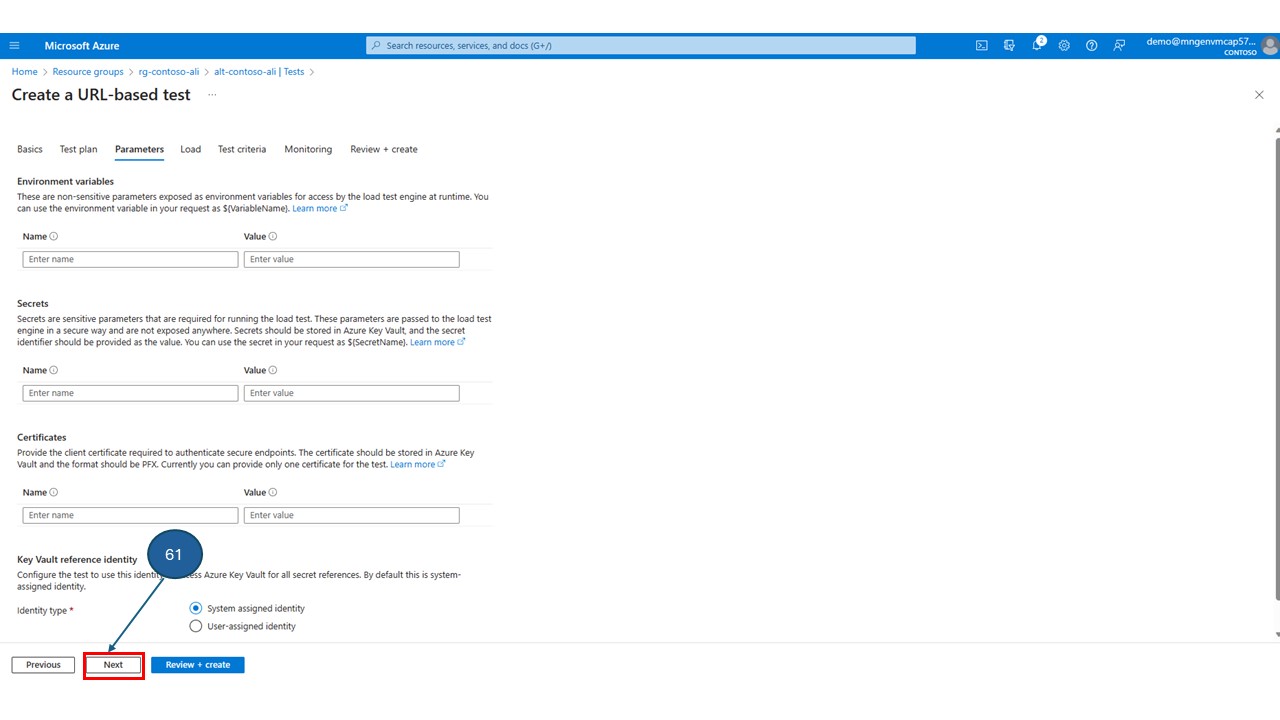 Microsoft Azure
Search resources, services, and docs (G+/)
2
demo@mngenvmcap57...
CONTOSO
Home > Resource groups > rg-contoso-ali > alt-contoso-ali | Tests >
Create a URL-based test ...
Basics Test plan Parameters Load Test criteria Monitoring Review + create
Environment variables
These are non-sensitive parameters exposed as environment variables for access by the load test engine at runtime. You
can use the environment variable in your request as ${VariableName}. Learn more
Name Value
Enter name Enter value
Secrets
Secrets are sensitive parameters that are required for running the load test. These parameters are passed to the load test
engine in a secure way and are not exposed anywhere. Secrets should be stored in Azure Key Vault, and the secret
identifier should be provided as the value. You can use the secret in your request as ${SecretName}. Learn more
Name Value
Enter name Enter value
Certificates
Provide the client certificate required to authenticate secure endpoints. The certificate should be stored in Azure Key
Vault and the format should be PFX. Currently you can provide only one certificate for the test. Learn more
Name Value
Enter name Enter value
61
Key Vault reference identity
Configure the test to use this Azure Key Vault for all secret references. By default this is system-
assigned identity.
Identity type *
System assigned identity
User-assigned identity
Previous Next Review + create